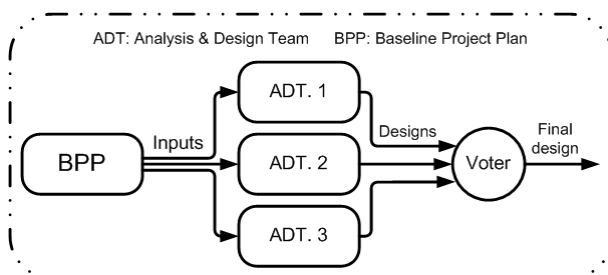 ADT: Analysis & Design Team BPP: Baseline Project Plan
ADT. 1
Inputs
Designs
Final
design
BPP
ADT. 2
Voter
ADT. 3